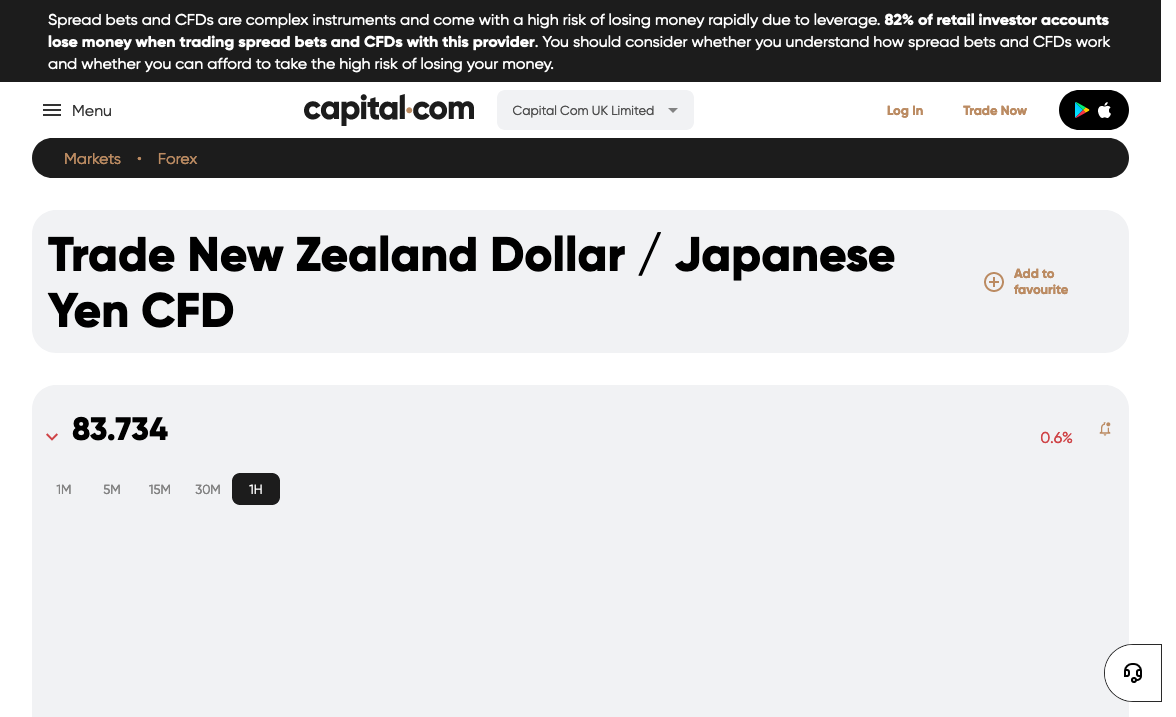 Spread bets and CFDs are complex instruments and come with a high risk of losing money rapidly due to leverage. 82% of retail investor accounts
lose money when trading spread bets and CFDs with this provider. You should consider whether you understand how spread bets and CFDs work
and whether you can afford to take the high risk of losing your money.
Menu
capital.com
Capital Com UK Limited
Log In
Trade Now
Markets • Forex
Trade New Zealand Dollar / Japanese
Yen CFD
Add to
favourite
83.734
0.6%
1M 5M 15M 30M 1H